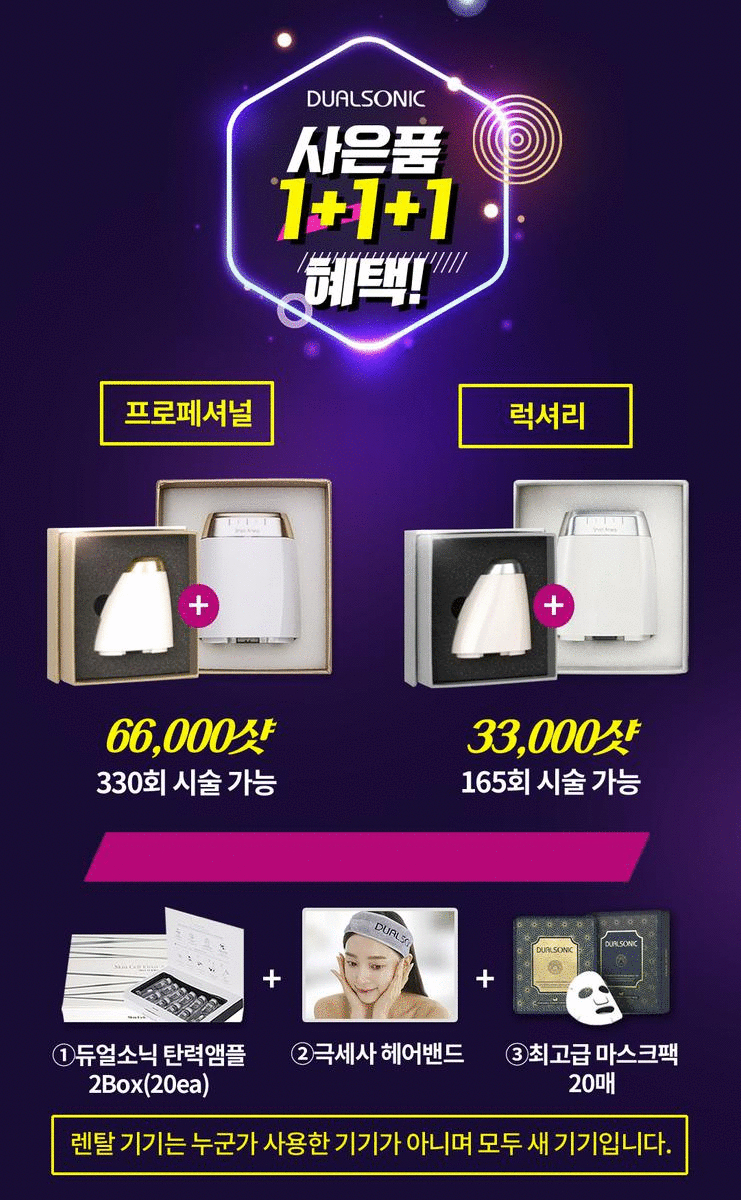 DUALSONIC
사은품
1+1+1
혜택!
프로페셔널
럭셔리
66,000샷
330회 시술 가능
33,000샷
165회 시술 가능
DUALSO
DUALSONIC
DUALSONIC
①듀얼소닉 탄력앰플
2Box(20ea)
②극세사 헤어밴드
③최고급 마스크팩
20매
렌탈 기기는 누군가 사용한 기기가 아니며 모두 새 기기입니다.